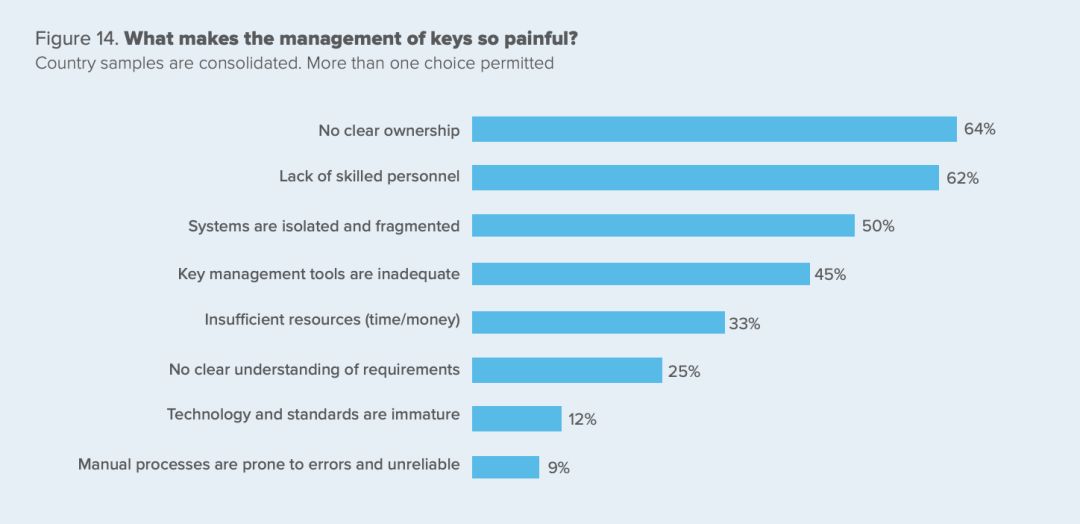 Figure 14. What makes the management of keys so painful?
Country samples are consolidated. More than one choice permitted
No clear ownership 64%
Lack of skilled personnel 62%
Systems are isolated and fragmented 50%
Key management tools are inadequate 45%
Insufficient resources (time/money) 33%
No clear understanding of requirements 25%
Technology and standards are immature 12%
Manual processes are prone to errors and unreliable 9%